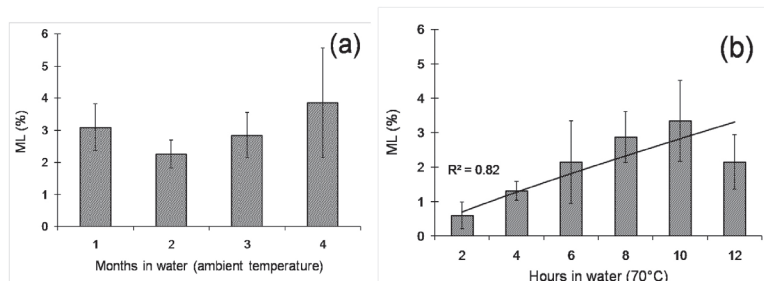 (a)
ML (%)
6
5
4
3
2
1
0
1 2 3 4
Months in water (ambient temperature)
(b)
ML (%)
6
5
4
3
2
1
0
R² = 0.82
2 4 6 8 10 12
Hours in water (70°C)